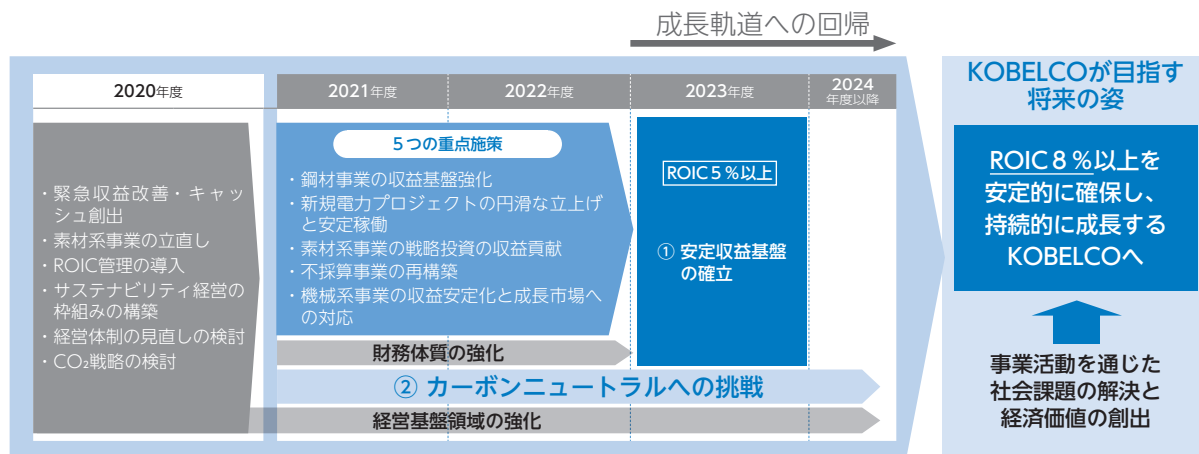 成長軌道への回帰
2020年度
2021年度
2022年度
2023年度
2024
年度以降
・緊急収益改善・キャッ
シュ創出
・素材系事業の立直し
・ROIC管理の導入
・サステナビリティ経営の
枠組みの構築
・経営体制の見直しの検討
・CO₂戦略の検討
5つの重点施策
・鋼材事業の収益基盤強化
・新規電力プロジェクトの円滑な立上げ
と安定稼働
・素材系事業の戦略投資の収益貢献
・不採算事業の再構築
・機械系事業の収益安定化と成長市場へ
の対応
ROIC5%以上
① 安定収益基盤
の確立
財務体質の強化
② カーボンニュートラルへの挑戦
経営基盤領域の強化
KOBELCOが目指す
将来の姿
ROIC8%以上を
安定的に確保し、
持続的に成長する
KOBELCOへ
事業活動を通じた
社会課題の解決と
経済価値の創出